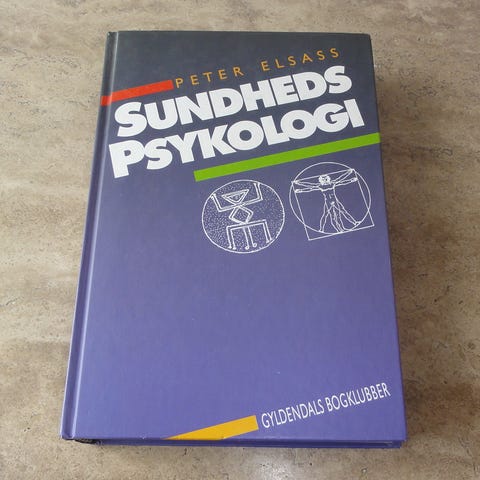 PETER ELSASS
SUNDHEDS
PSYKOLOGI
GYLDENDALS BOGKLUBBER